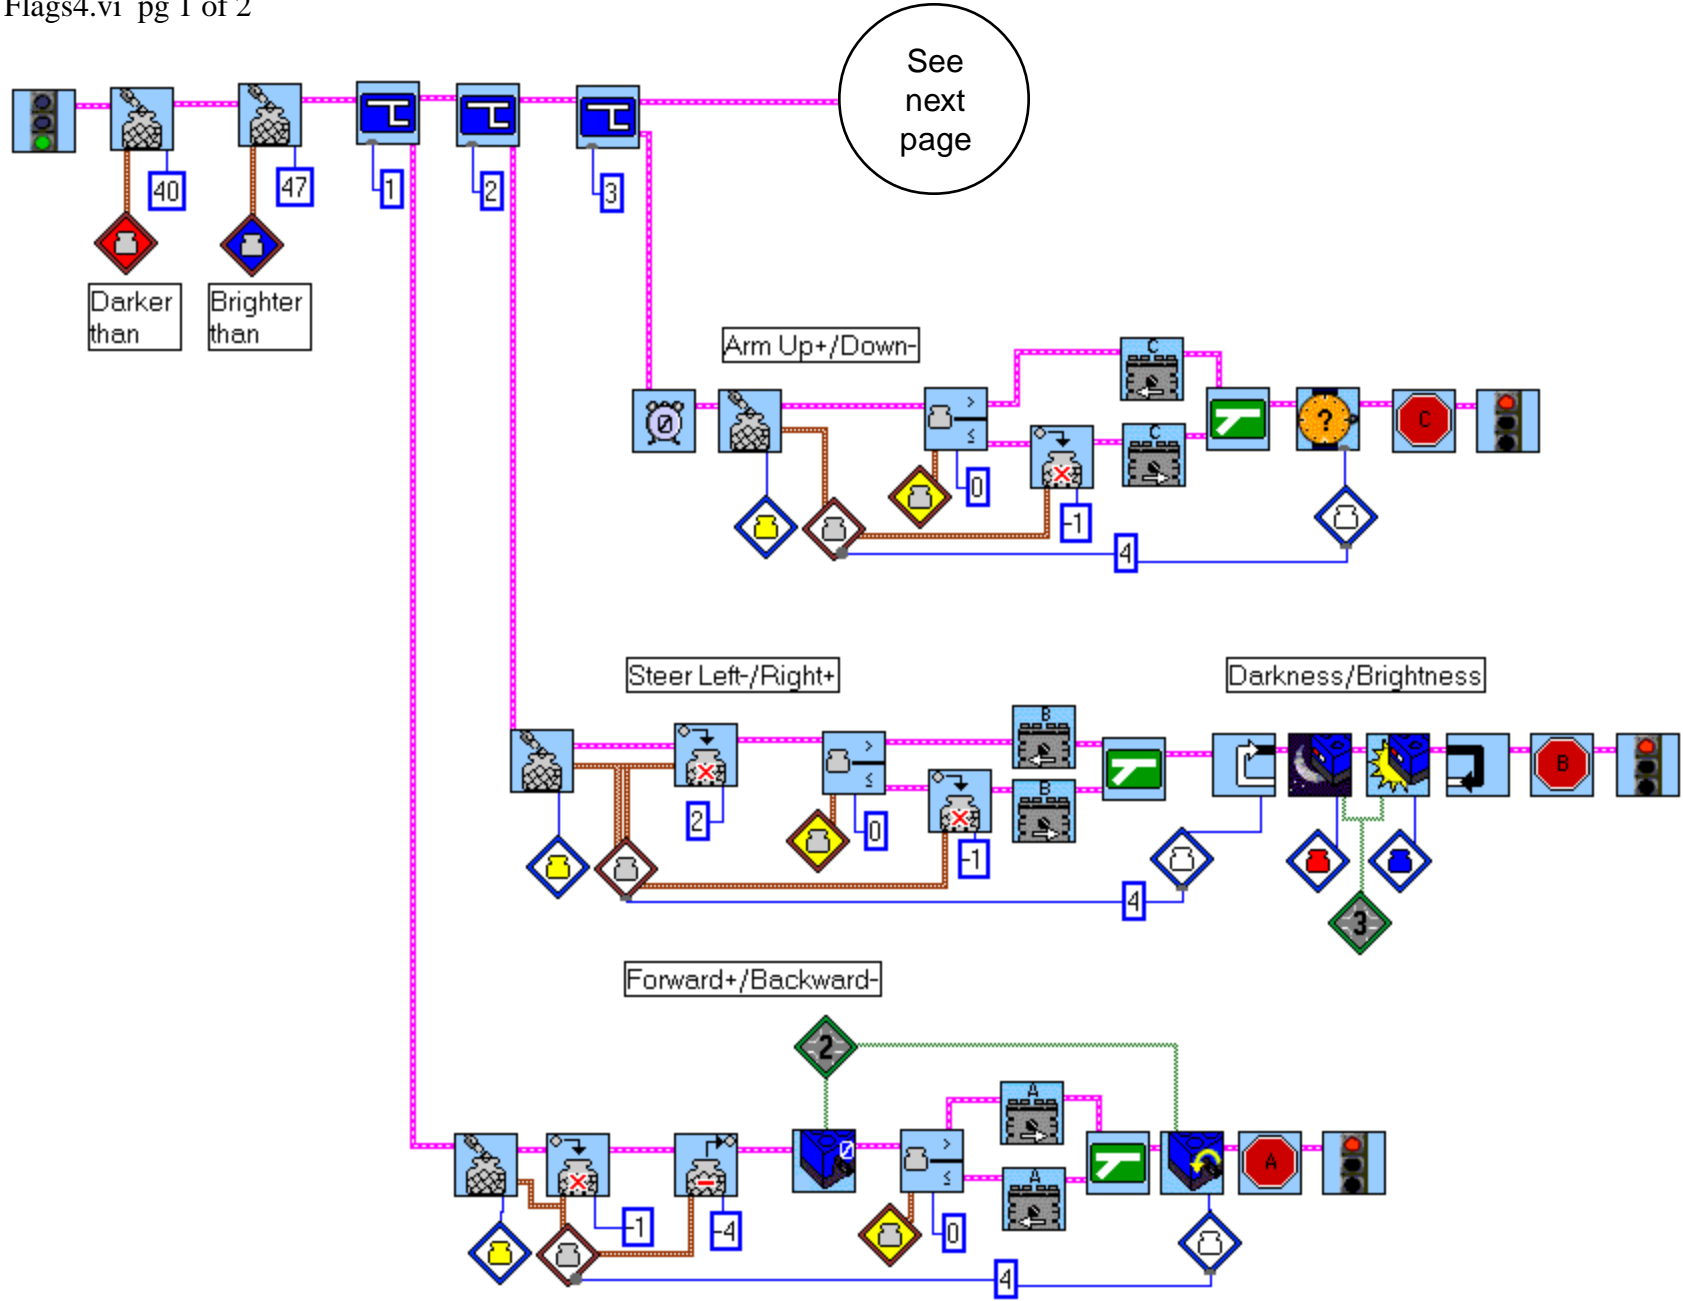 Flags4.vi pg 1 of 2
See
next
page
40
47
1
2
3
Darker
than
Brighter
than
Arm Up+/Down-
C
C
0
>
≤
?
C
0
-1
4
Steer Left-/Right+
Darkness/Brightness
B
B
>
≤
B
2
0
-1
4
3
Forward+/Backward-
2
A
A
0
>
≤
A
-1
-4
0
4